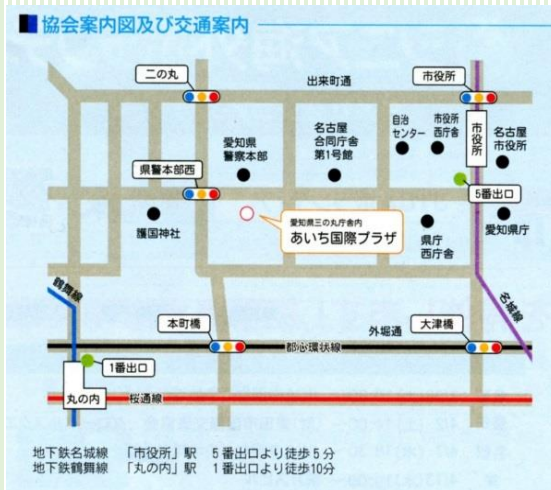 協会案内図及び交通案内
二の丸
出来町通
市役所
愛知県
警察本部
名古屋
合同庁舎
第1号館
自治
センター
市役所
西庁舎
市役所
名古屋
市役所
県警本部西
5番出口
護国神社
愛知県三の丸庁舎内
あいち国際プラザ
県庁
西庁舎
愛知県庁
鶴舞線
名城線
本町橋
外堀通
大津橋
都心環状線
1番出口
丸の内
桜通線
地下鉄名城線 「市役所」駅 5番出口より徒歩5分
地下鉄鶴舞線 「丸の内」駅 1番出口より徒歩10分